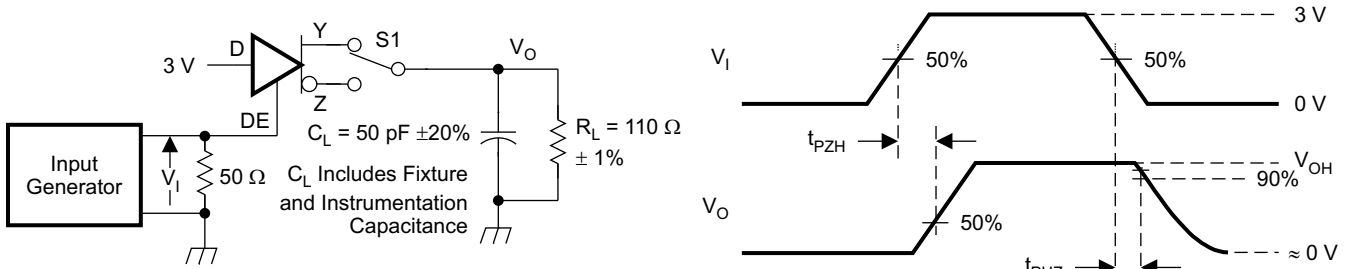 3 V
D
Y
S1
V_O
Z
DE
Input
Generator
V_I
50 Ω
C_L = 50 pF ±20%
C_L Includes Fixture
and Instrumentation
Capacitance
R_L = 110 Ω
± 1%
3 V
V_I
50%
50%
0 V
t_PZH
V_OH
90%
V_O
50%
≈ 0 V
t_PHZ